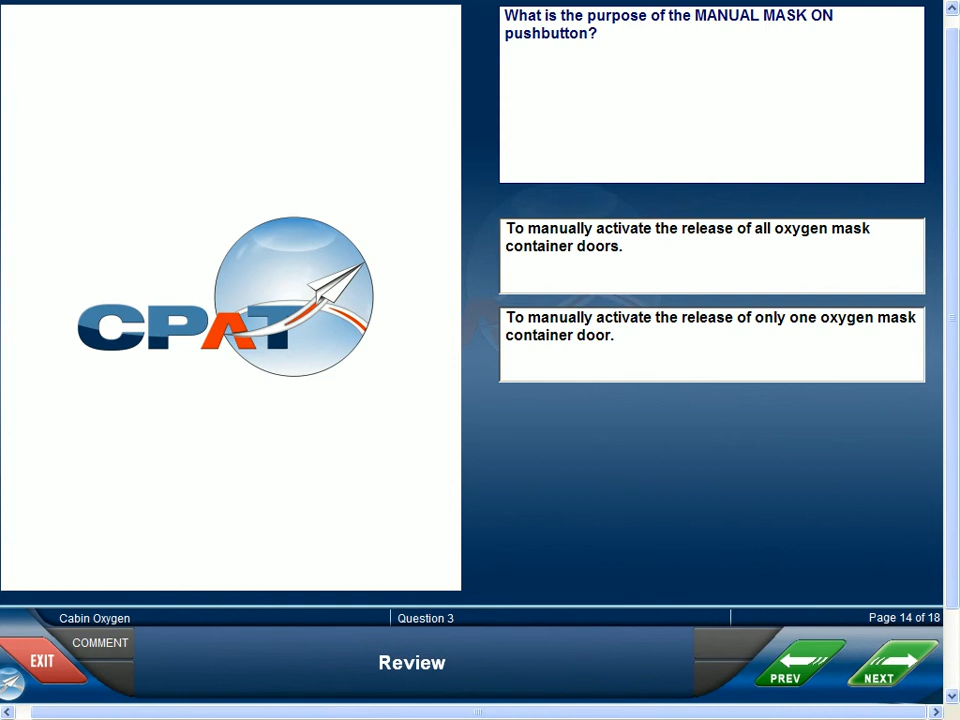 What is the purpose of the MANUAL MASK ON
pushbutton?
To manually activate the release of all oxygen mask
container doors.
To manually activate the release of only one oxygen mask
container door.
CPAT
Cabin Oxygen
Question 3
Page 14 of 18
COMMENT
EXIT
Review
PREV
NEXT